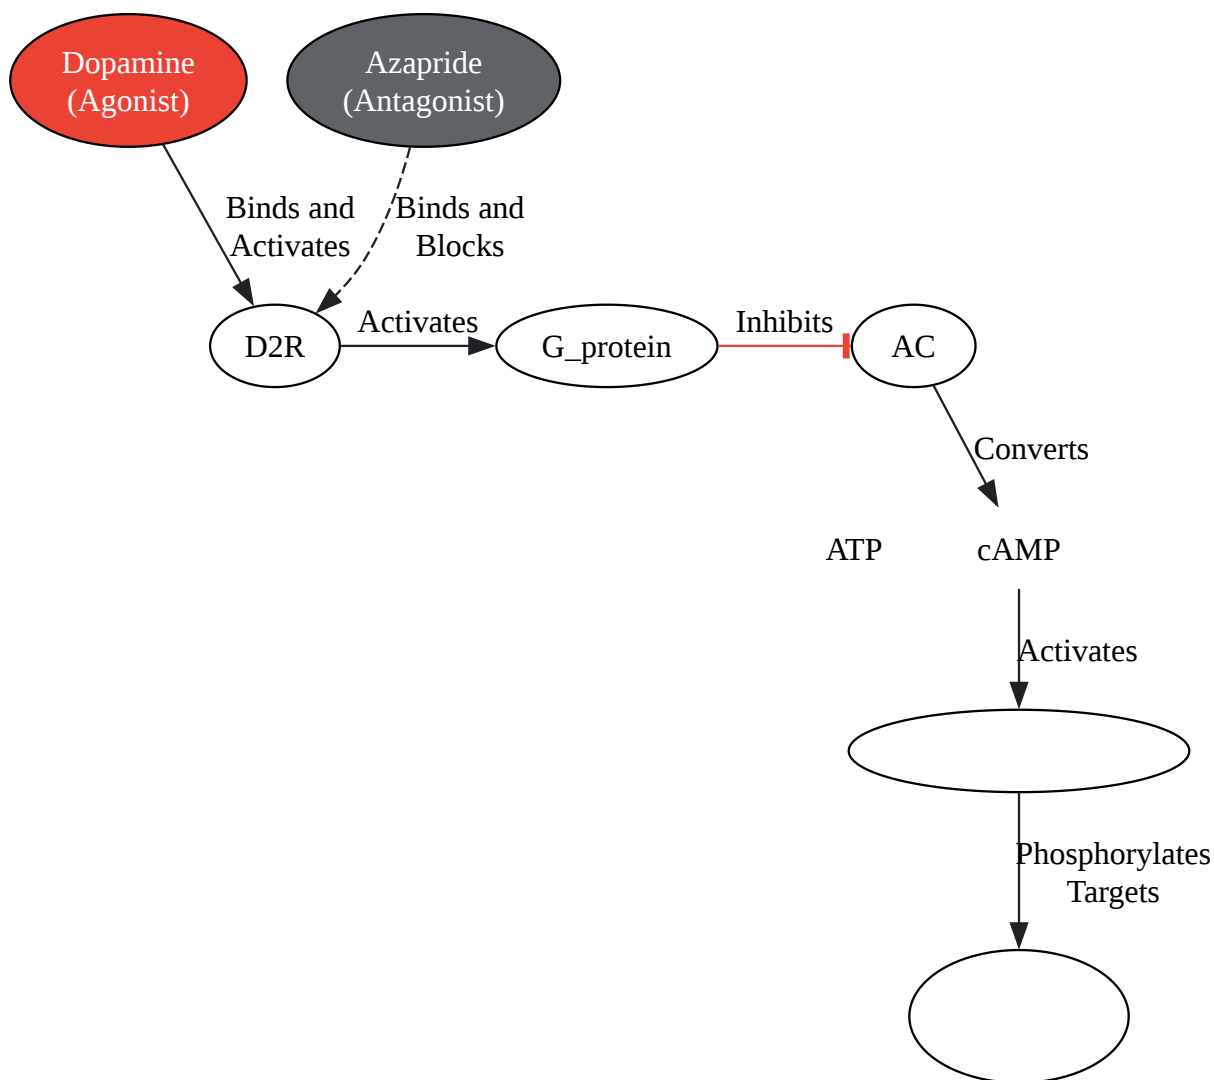 Dopamine
(Agonist)
Azapride
(Antagonist)
Binds and
Activates
Binds and
Blocks
D2R
Activates
G_protein
Inhibits
AC
Converts
ATP
cAMP
Activates
Phosphorylates
Targets